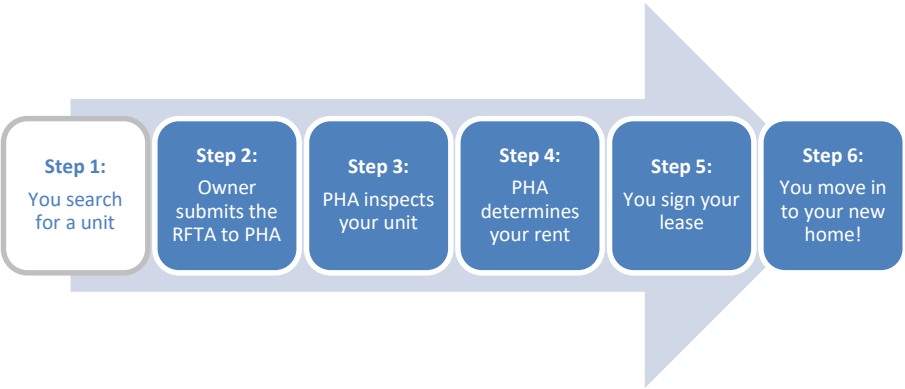 Step 1:
You search
for a unit
Step 2:
Owner
submits the
RFTA to PHA
Step 3:
PHA inspects
your unit
Step 4:
PHA
determines
your rent
Step 5:
You sign your
lease
Step 6:
You move in
to your new
home!